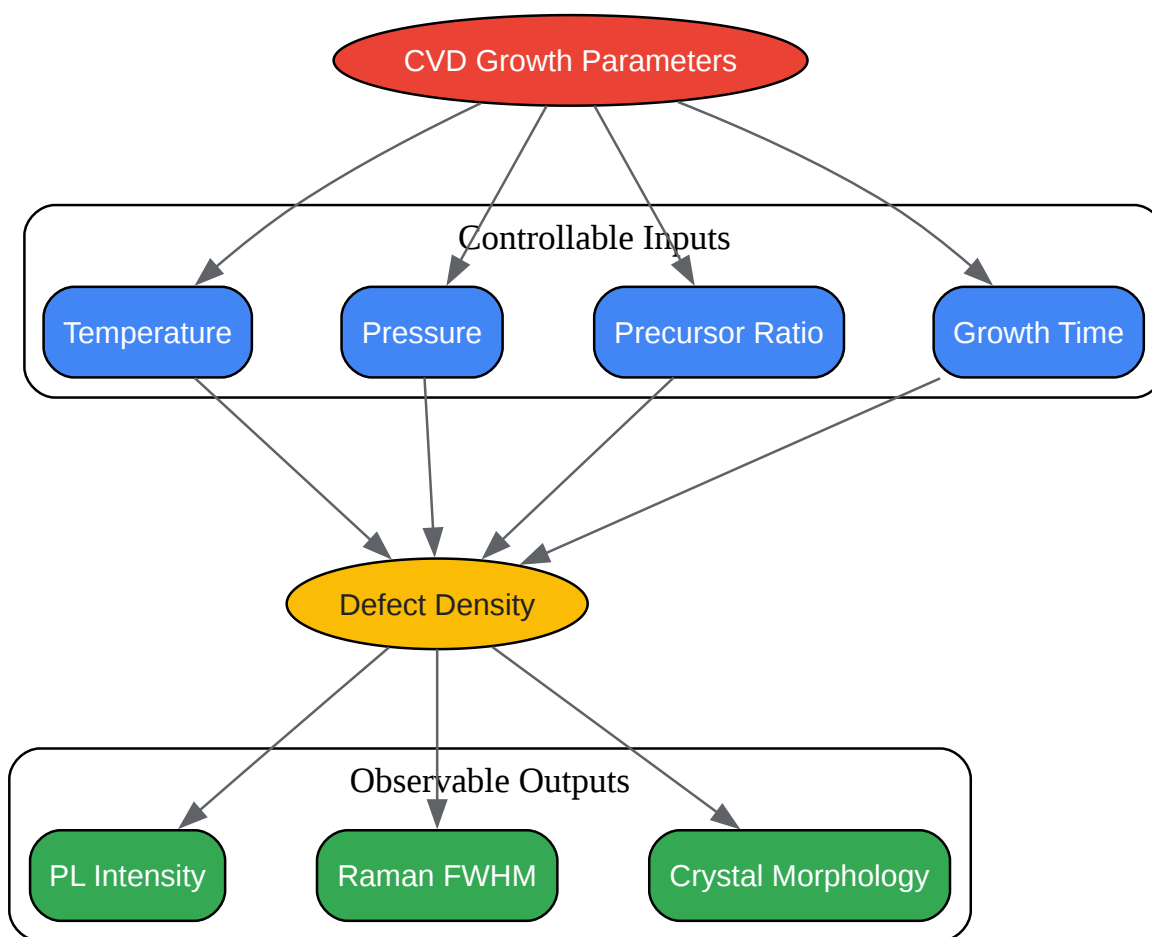 CVD Growth Parameters
Controllable Inputs
Temperature
Pressure
Precursor Ratio
Growth Time
Defect Density
Observable Outputs
PL Intensity
Raman FWHM
Crystal Morphology